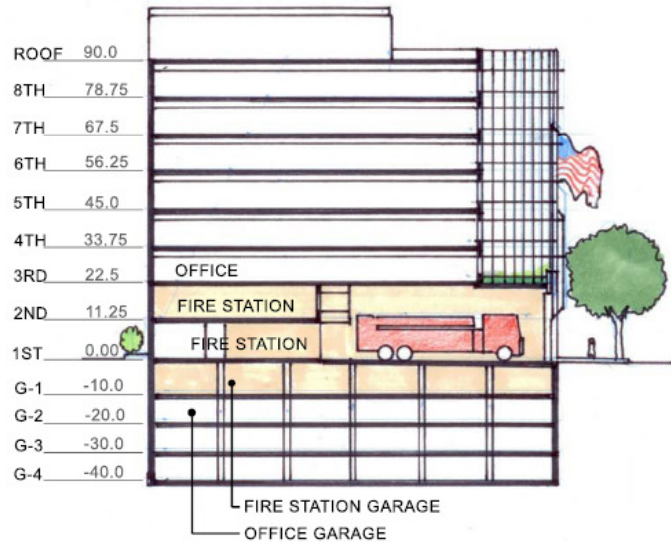 ROOF 90.0
8TH 78.75
7TH 67.5
6TH 56.25
5TH 45.0
4TH 33.75
3RD 22.5
OFFICE
FIRE STATION
2ND 11.25
FIRE STATION
1ST 0.00
G-1 -10.0
G-2 -20.0
G-3 -30.0
G-4 -40.0
FIRE STATION GARAGE
OFFICE GARAGE